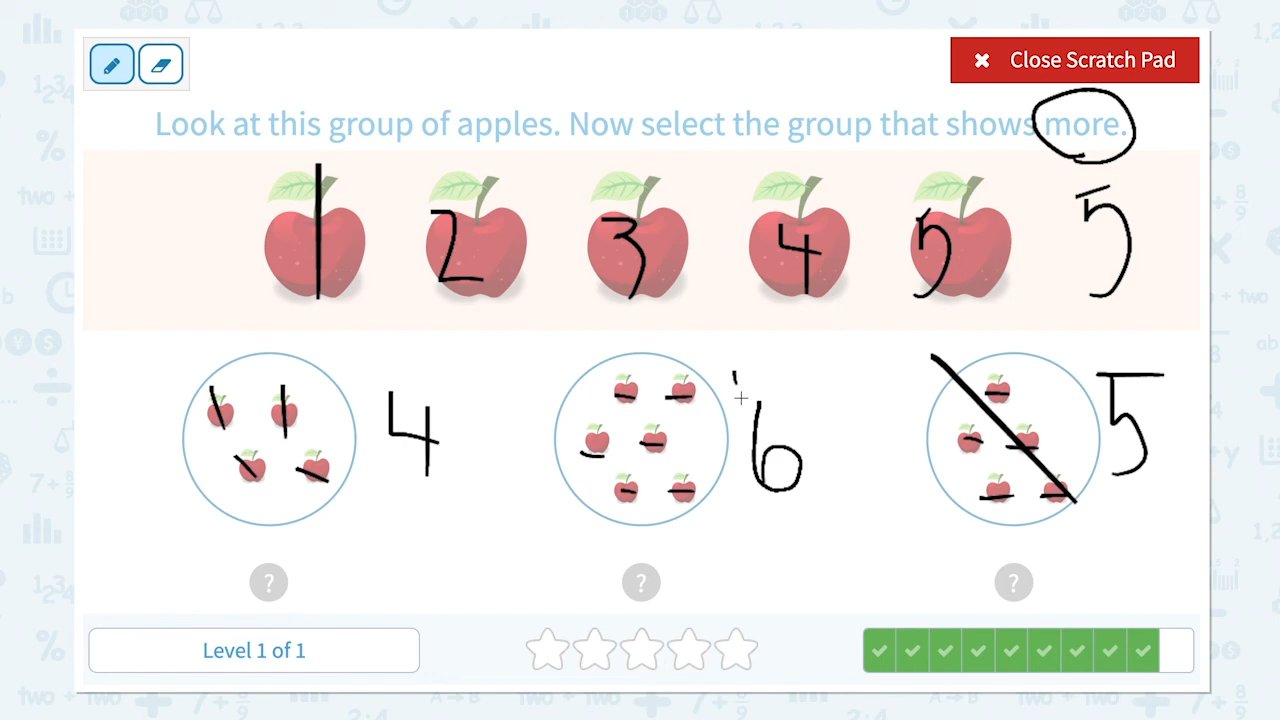 Close Scratch Pad
Look at this group of apples. Now select the group that shows more.
1 2 3 4 5 5
4 6 5
? ? ?
Level 1 of 1